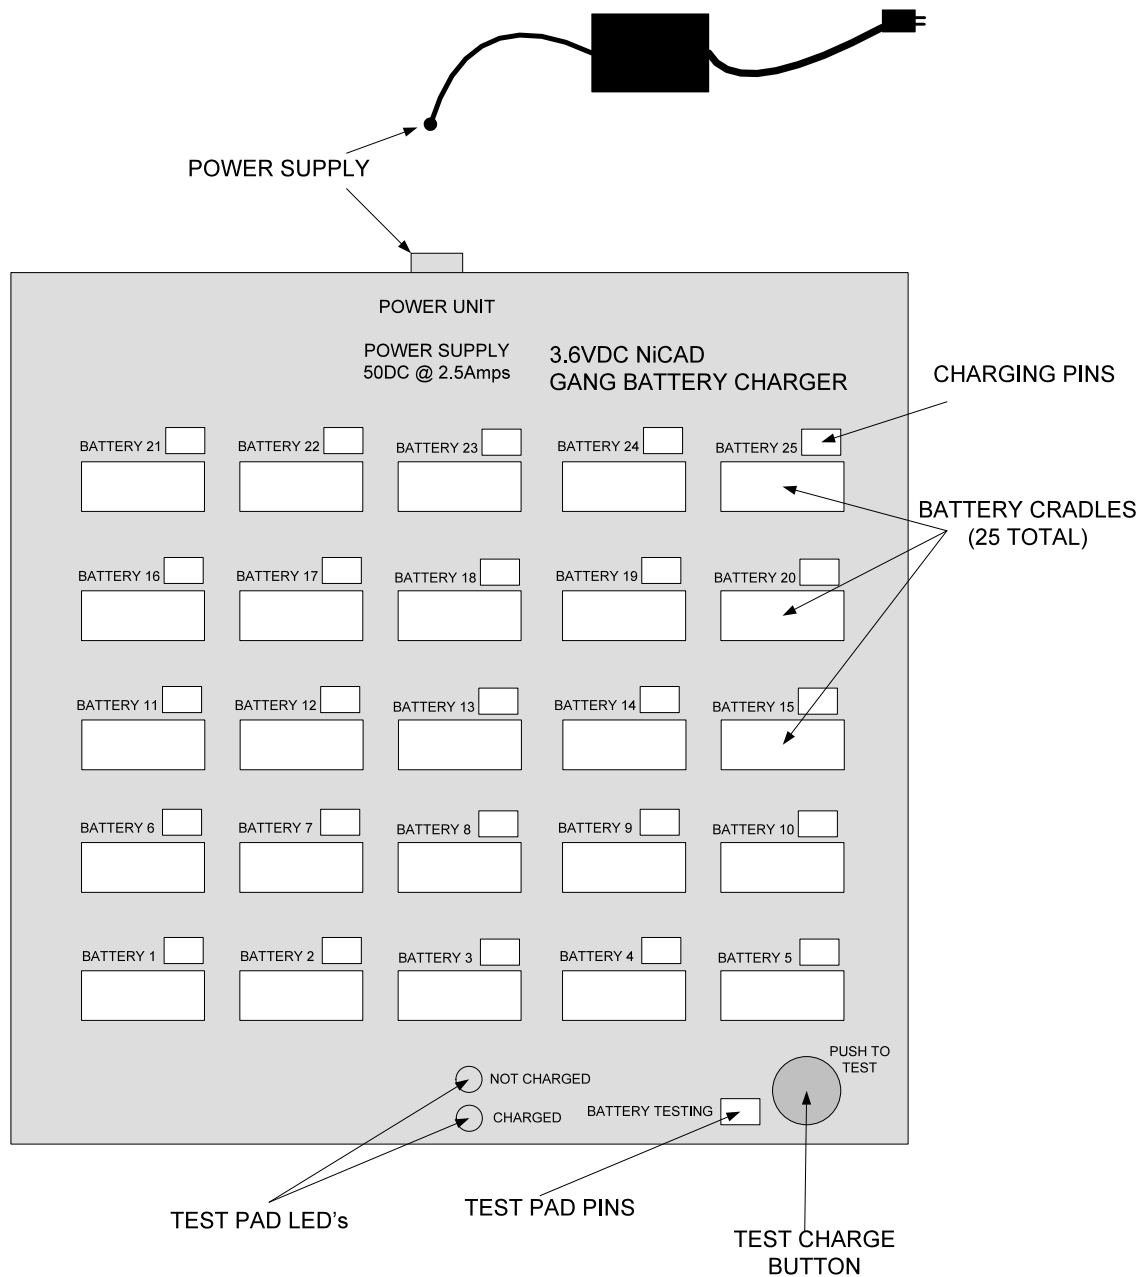 POWER SUPPLY
POWER UNIT
POWER SUPPLY
50DC @ 2.5Amps
3.6VDC NiCAD
GANG BATTERY CHARGER
CHARGING PINS
BATTERY 21
BATTERY 22
BATTERY 23
BATTERY 24
BATTERY 25
BATTERY CRADLES
(25 TOTAL)
BATTERY 16
BATTERY 17
BATTERY 18
BATTERY 19
BATTERY 20
BATTERY 11
BATTERY 12
BATTERY 13
BATTERY 14
BATTERY 15
BATTERY 6
BATTERY 7
BATTERY 8
BATTERY 9
BATTERY 10
BATTERY 1
BATTERY 2
BATTERY 3
BATTERY 4
BATTERY 5
PUSH TO
TEST
NOT CHARGED
CHARGED
BATTERY TESTING
TEST PAD LED's
TEST PAD PINS
TEST CHARGE
BUTTON